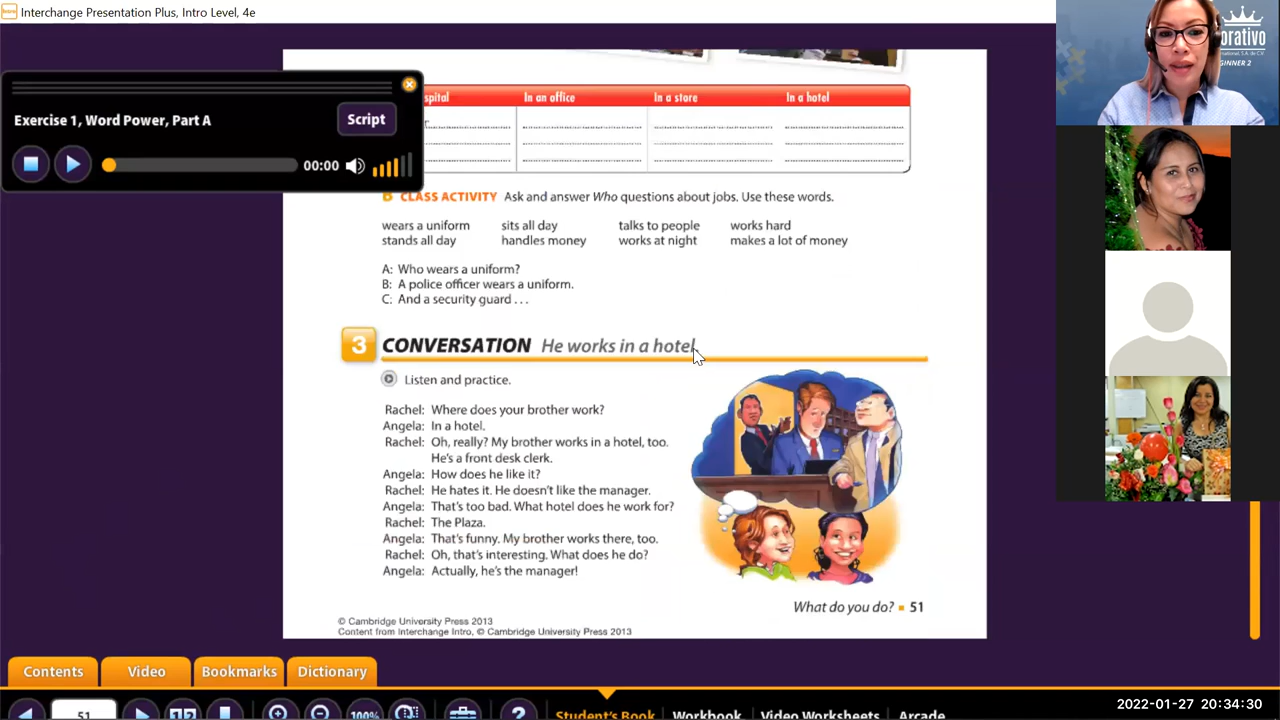 Interchange Presentation Plus, Intro Level, 4e
Exercise 1, Word Power, Part A
Script
00:00
spital In an office In a store In a hotel
CLASS ACTIVITY Ask and answer Who questions about jobs. Use these words.
wears a uniform sits all day talks to people works hard
stands all day handles money works at night makes a lot of money
A: Who wears a uniform?
B: A police officer wears a uniform.
C: And a security guard . . .
3 CONVERSATION He works in a hotel
Listen and practice.
Rachel: Where does your brother work?
Angela: In a hotel.
Rachel: Oh, really? My brother works in a hotel, too.
He's a front desk clerk.
Angela: How does he like it?
Rachel: He hates it. He doesn't like the manager.
Angela: That's too bad. What hotel does he work for?
Rachel: The Plaza.
Angela: That's funny. My brother works there, too.
Rachel: Oh, that's interesting. What does he do?
Angela: Actually, he's the manager!
What do you do? ▪ 51
© Cambridge University Press 2013
Content from Interchange Intro, © Cambridge University Press 2013
Contents Video Bookmarks Dictionary
51 100% ? Student's Book Workbook Video Worksheets Arcade
orativo
GINNER 2
2022-01-27 20:34:30